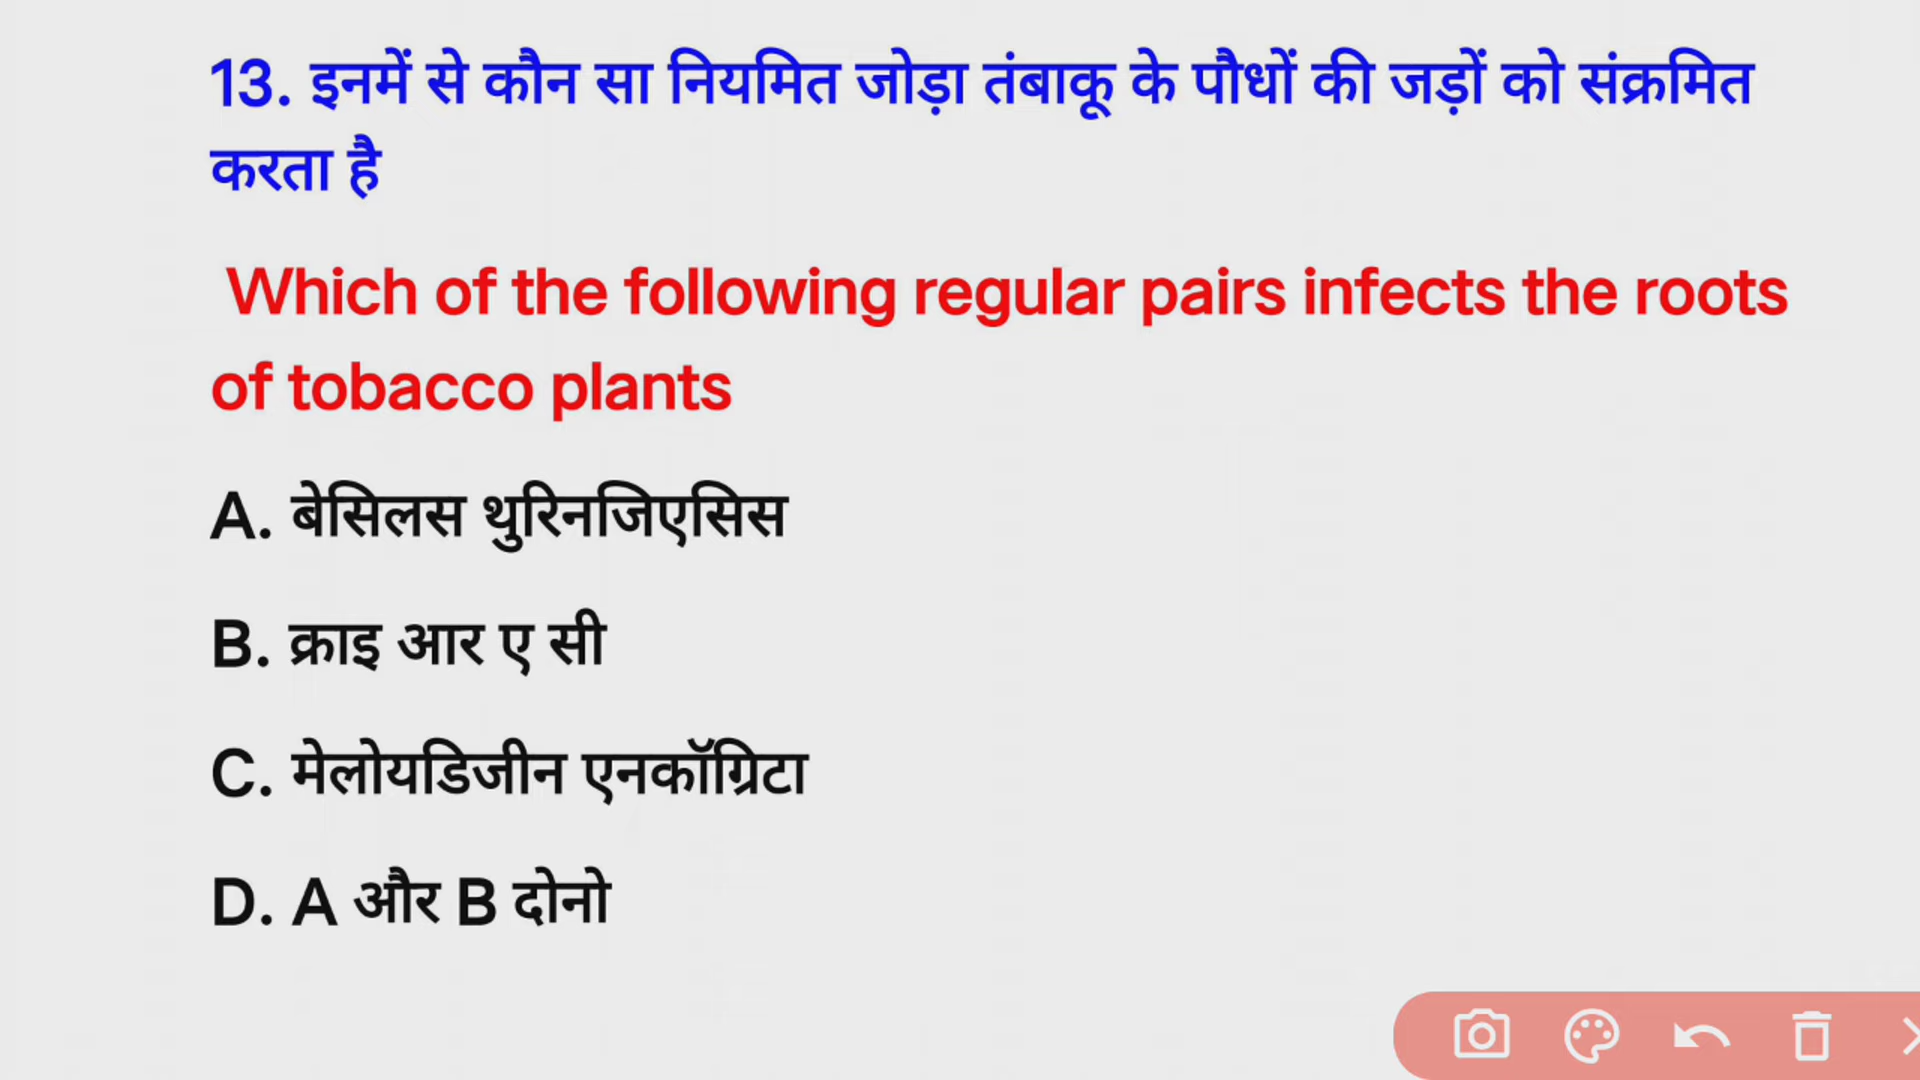 13. इनमें से कौन सा नियमित जोड़ा तंबाकू के पौधों की जड़ों को संक्रमित
करता है
Which of the following regular pairs infects the roots
of tobacco plants
A. बेसिलस थुरिनजिएसिस
B. क्राइ आर ए सी
C. मेलोयडिजीन एनकॉग्रिटा
D. A और B दोनो